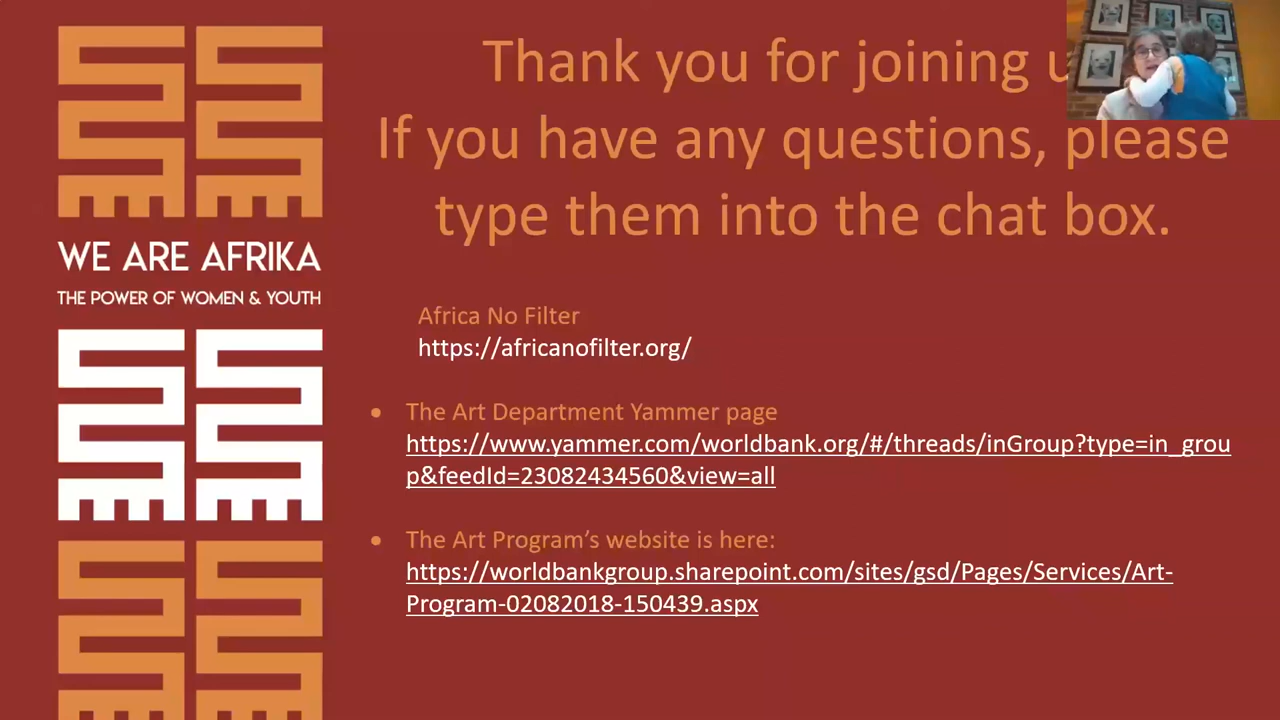 Thank you for joining
If you have any questions, please
type them into the chat box.
WE ARE AFRIKA
THE POWER OF WOMEN & YOUTH
Africa No Filter
https://africanofilter.org/
• The Art Department Yammer page
https://www.yammer.com/worldbank.org/#/threads/inGroup?type=in_grou
p&feedId=23082434560&view=all
• The Art Program’s website is here:
https://worldbankgroup.sharepoint.com/sites/gsd/Pages/Services/Art-
Program-02082018-150439.aspx